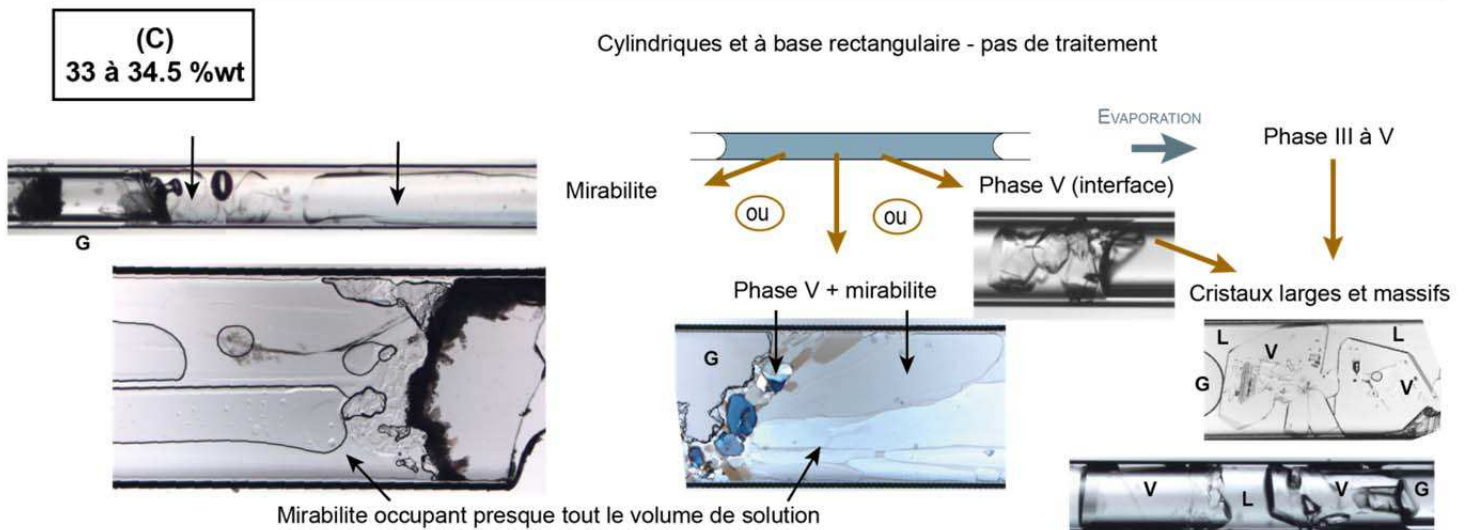 (C)
33 à 34.5 %wt
Cylindriques et à base rectangulaire - pas de traitement
EVAPORATION
Phase III à V
Mirabilite
ou
ou
Phase V (interface)
G
Phase V + mirabilite
Cristaux larges et massifs
G
L
V
L
G
V
V
L
V
G
Mirabilite occupant presque tout le volume de solution